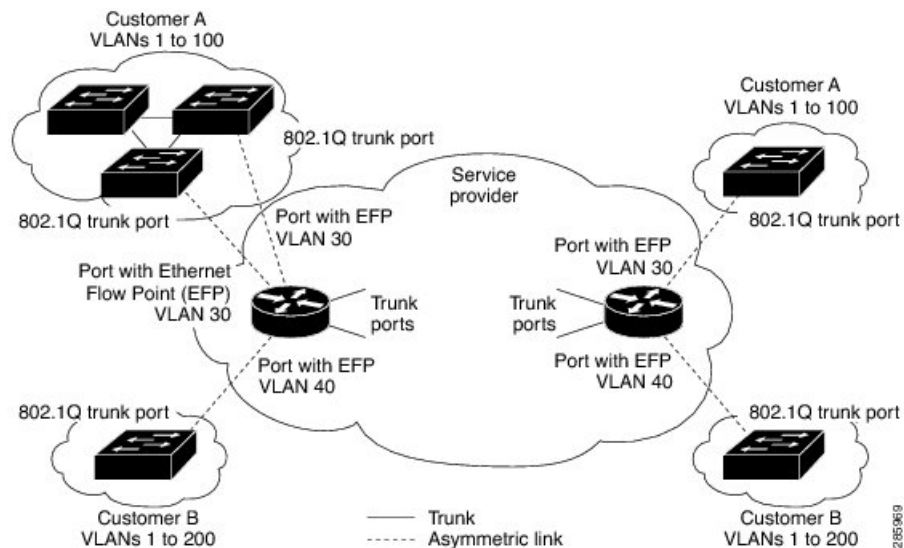 Customer A
VLANs 1 to 100
Customer A
VLANs 1 to 100
802.1Q trunk port
Service
provider
802.1Q trunk port
802.1Q trunk port
Port with EFP
VLAN 30
Port with EFP
VLAN 30
Port with Ethernet
Flow Point (EFP)
VLAN 30
Trunk
ports
Trunk
ports
Port with EFP
VLAN 40
Port with EFP
VLAN 40
802.1Q trunk port
802.1Q trunk port
Customer B
VLANs 1 to 200
Trunk
Asymmetric link
Customer B
VLANs 1 to 200
285969